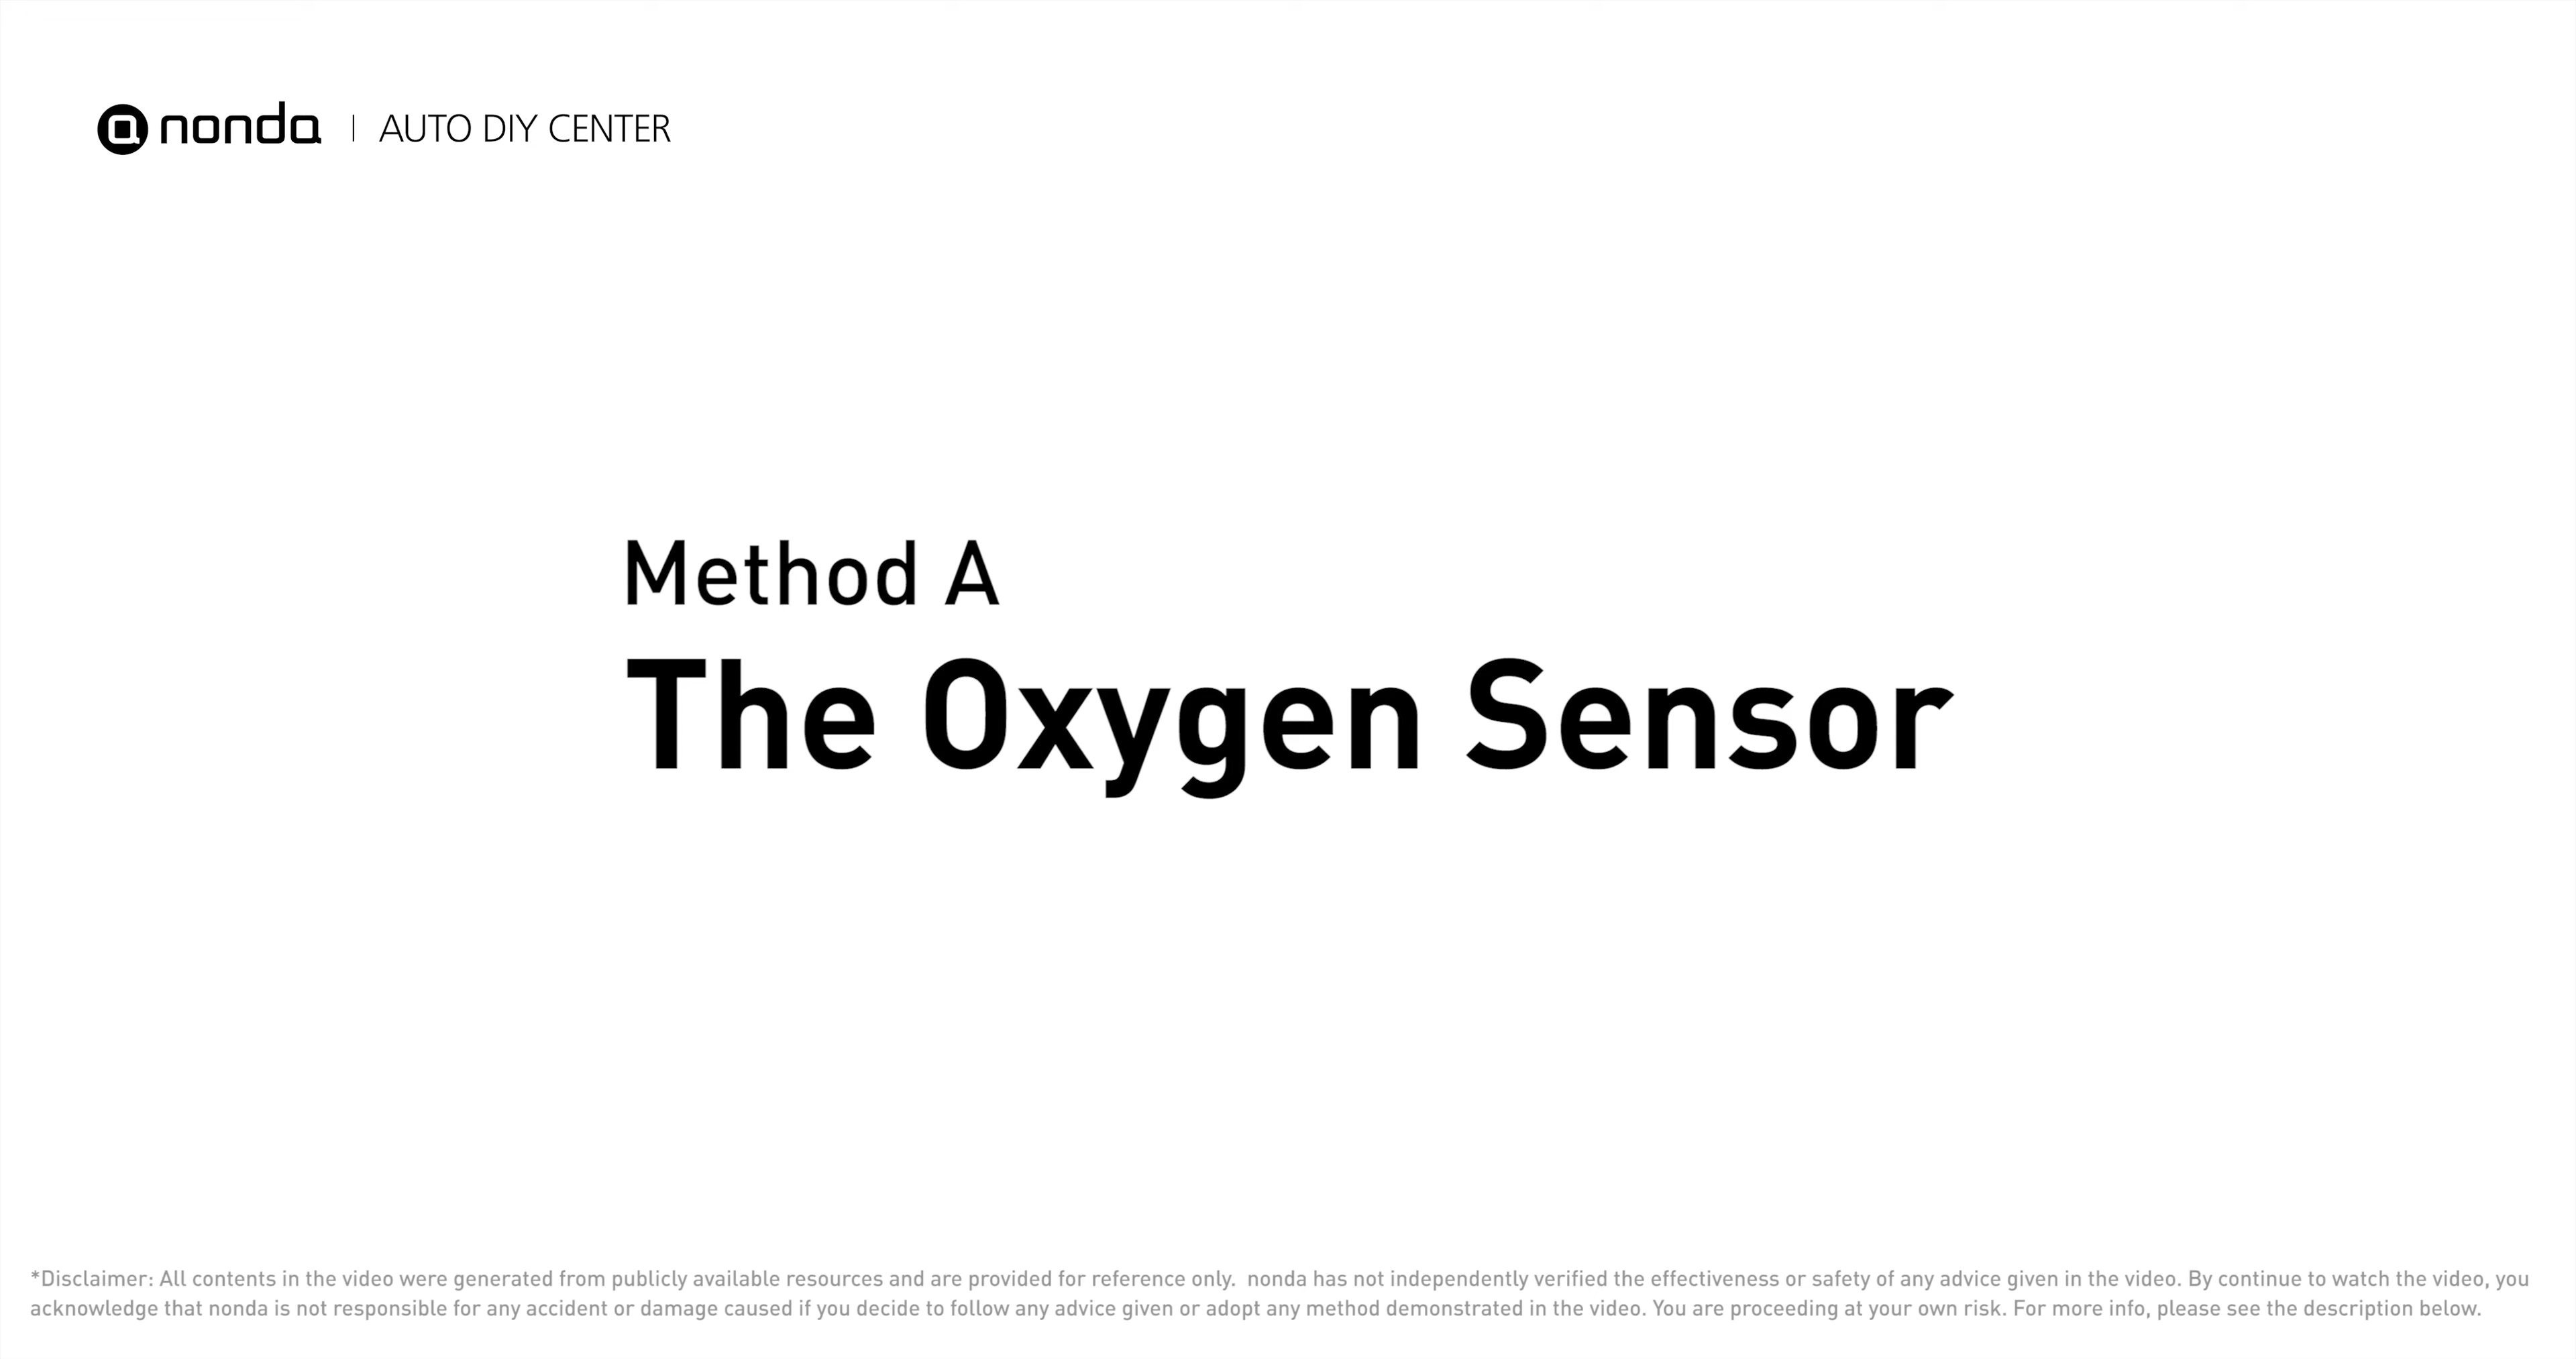 nonda | AUTO DIY CENTER
Method A
The Oxygen Sensor
*Disclaimer: All contents in the video were generated from publicly available resources and are provided for reference only.  nonda has not independently verified the effectiveness or safety of any advice given in the video. By continue to watch the video, you
acknowledge that nonda is not responsible for any accident or damage caused if you decide to follow any advice given or adopt any method demonstrated in the video. You are proceeding at your own risk. For more info, please see the description below.